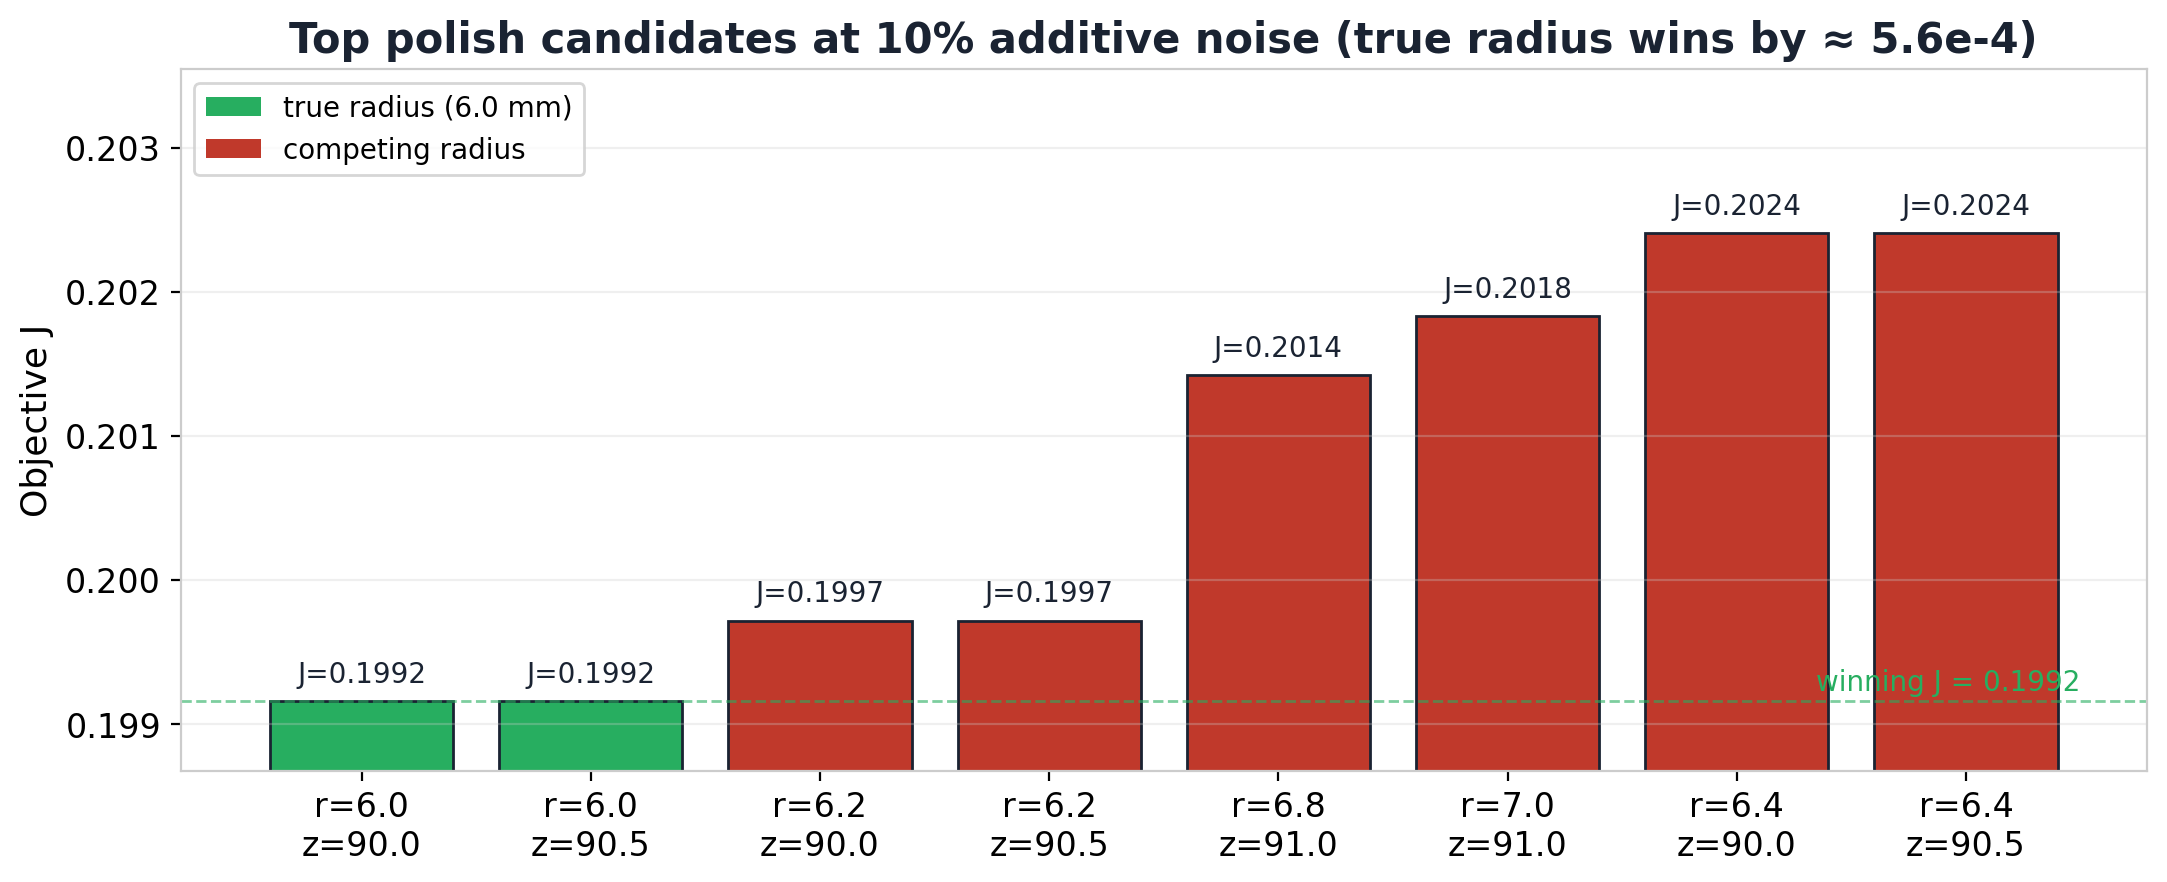 Top polish candidates at 10% additive noise (true radius wins by ≈ 5.6e-4)
true radius (6.0 mm)
competing radius
Objective J
0.203
0.202
0.201
0.200
0.199
J=0.1992
J=0.1992
J=0.1997
J=0.1997
J=0.2014
J=0.2018
J=0.2024
J=0.2024
winning J = 0.1992
r=6.0
z=90.0
r=6.0
z=90.5
r=6.2
z=90.0
r=6.2
z=90.5
r=6.8
z=91.0
r=7.0
z=91.0
r=6.4
z=90.0
r=6.4
z=90.5